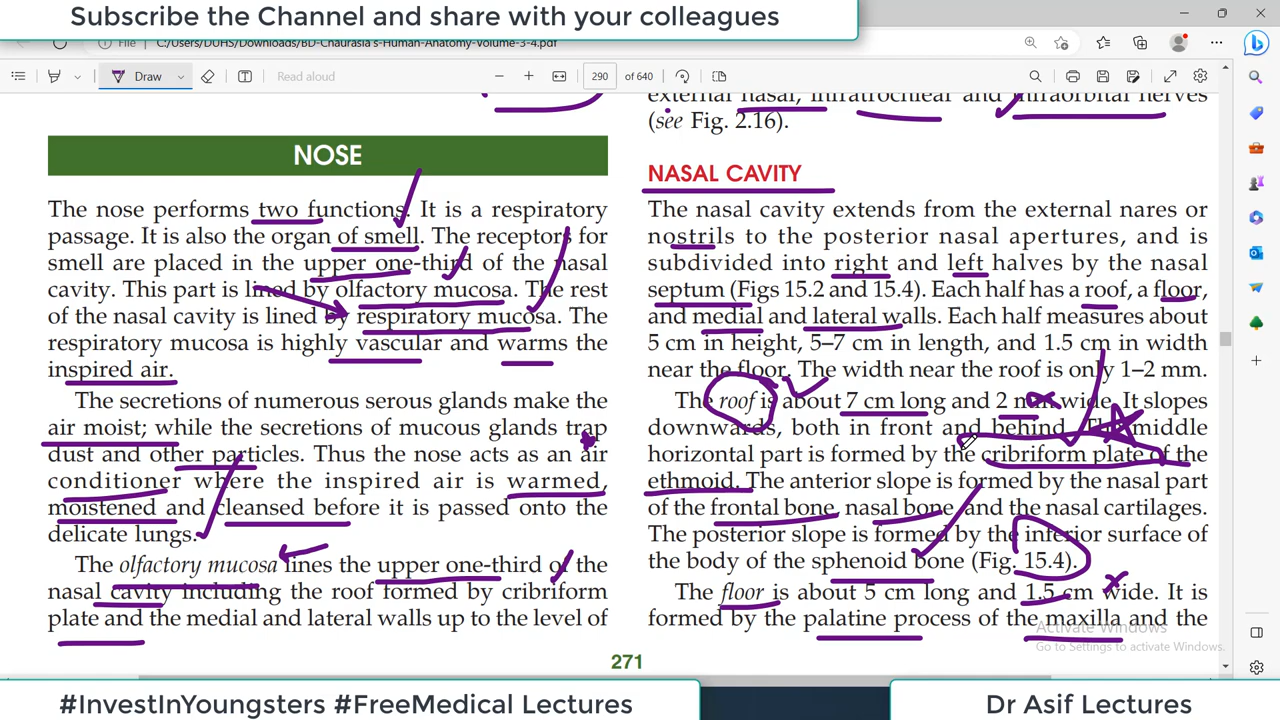 Subscribe the Channel and share with your colleagues
File C:/Users/DUHS/Downloads/BD-Chaurasia's-Human-Anatomy-Volume-3-4.pdf
Draw
Read aloud
290 of 640
NOSE
The nose performs two functions. It is a respiratory
passage. It is also the organ of smell. The receptors for
smell are placed in the upper one-third of the nasal
cavity. This part is lined by olfactory mucosa. The rest
of the nasal cavity is lined by respiratory mucosa. The
respiratory mucosa is highly vascular and warms the
inspired air.
The secretions of numerous serous glands make the
air moist; while the secretions of mucous glands trap
dust and other particles. Thus the nose acts as an air
conditioner where the inspired air is warmed,
moistened and cleansed before it is passed onto the
delicate lungs.
The olfactory mucosa lines the upper one-third of the
nasal cavity including the roof formed by cribriform
plate and the medial and lateral walls up to the level of
external nasal, infratrochlear and infraorbital nerves
(see Fig. 2.16).
NASAL CAVITY
The nasal cavity extends from the external nares or
nostrils to the posterior nasal apertures, and is
subdivided into right and left halves by the nasal
septum (Figs 15.2 and 15.4). Each half has a roof, a floor,
and medial and lateral walls. Each half measures about
5 cm in height, 5–7 cm in length, and 1.5 cm in width
near the floor. The width near the roof is only 1–2 mm.
The roof is about 7 cm long and 2 mm wide. It slopes
downwards, both in front and behind. The middle
horizontal part is formed by the cribriform plate of the
ethmoid. The anterior slope is formed by the nasal part
of the frontal bone, nasal bone, and the nasal cartilages.
The posterior slope is formed by the inferior surface of
the body of the sphenoid bone (Fig. 15.4).
The floor is about 5 cm long and 1.5 cm wide. It is
formed by the palatine process of the maxilla and the
Activate Windows
Go to Settings to activate Windows.
271
#InvestInYoungsters #FreeMedical Lectures
Dr Asif Lectures